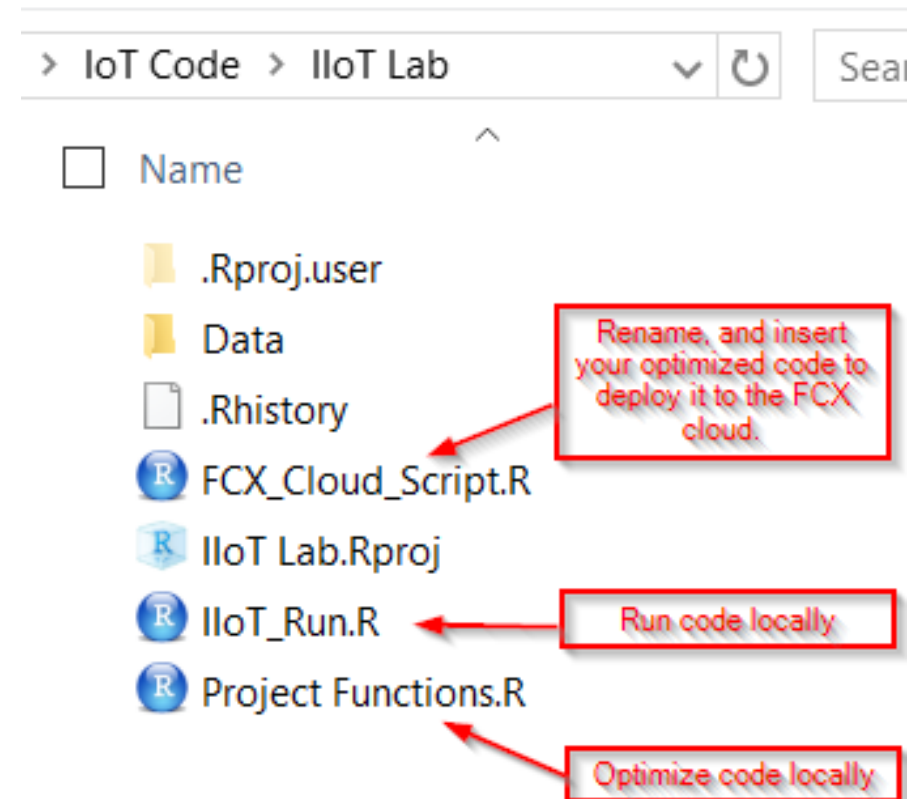 > IoT Code > IIoT Lab
Sear
Name
.Rproj.user
Data
Rename, and insert
your optimized code to
deploy it to the FCX
cloud.
.Rhistory
R FCX_Cloud_Script.R
R IIoT Lab.Rproj
R IIoT_Run.R
Run code locally
R Project Functions.R
Optimize code locally